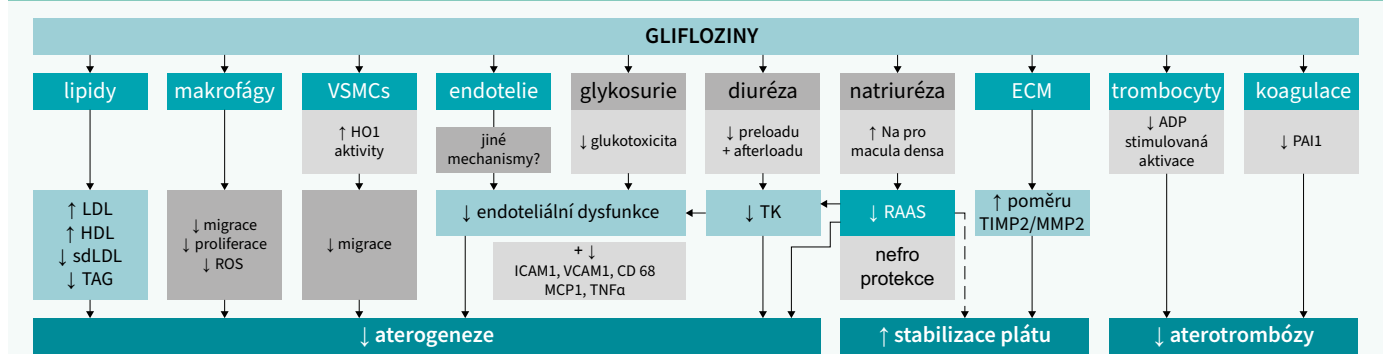 GLIFLOZINY
lipidy
makrofágy
VSMCs
endotelie
glykosurie
diuréza
natriuréza
ECM
trombocyty
koagulace
↑ HO1
aktivity
jiné
mechanismy?
↓ glukotoxicita
↓ preloadu
+ afterloadu
↑ Na pro
macula densa
↓ ADP
stimulovaná
aktivace
↓ PAI1
↑ LDL
↑ HDL
↓ sdLDL
↓ TAG
↓ migrace
↓ proliferace
↓ ROS
↓ migrace
↓ endoteliální dysfunkce
+ ↓
ICAM1, VCAM1, CD 68
MCP1, TNFα
↓ TK
↓ RAAS
nefro
protekce
↑ poměru
TIMP2/MMP2
↓ aterogeneze
↑ stabilizace plátu
↓ aterotrombózy